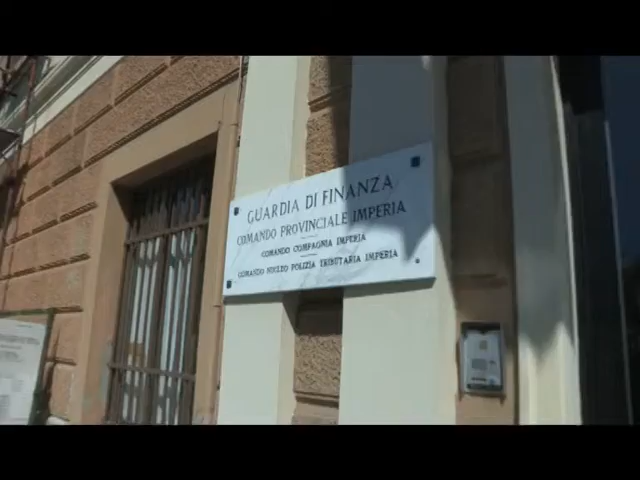 GUARDIA DI FINANZA
COMANDO PROVINCIALE IMPERIA
COMANDO COMPAGNIA IMPERIA
COMANDO NUCLEO POLIZIA TRIBUTARIA IMPERIA